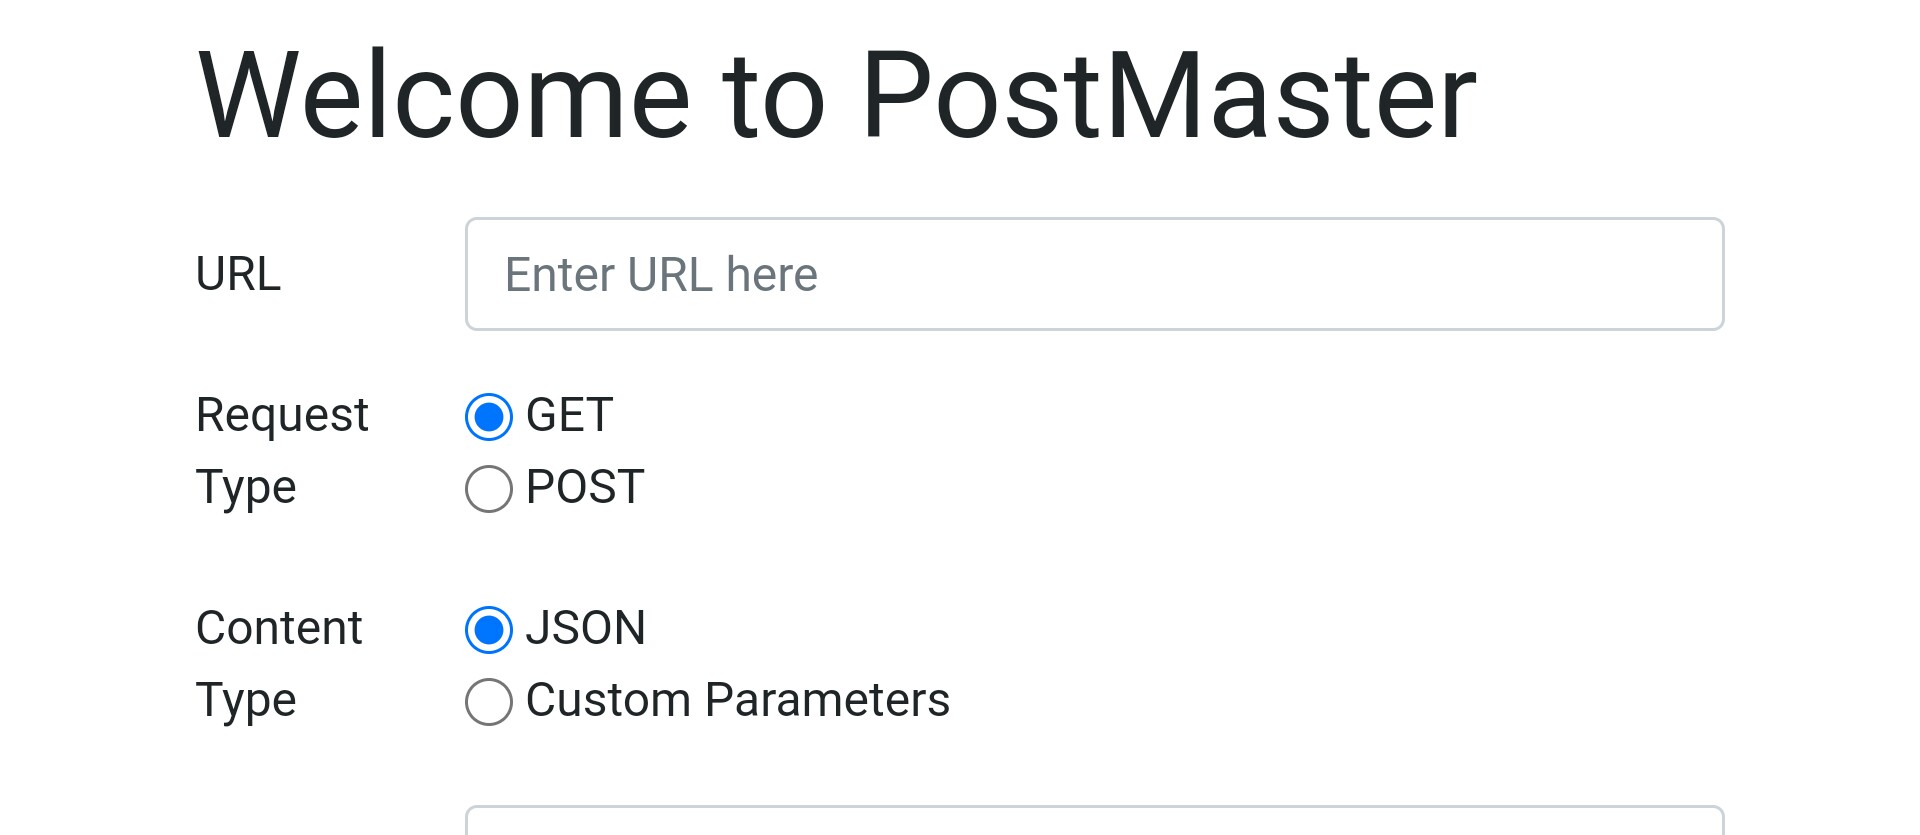 Welcome to PostMaster
URL
Enter URL here
Request Type
GET
POST
Content Type
JSON
Custom Parameters